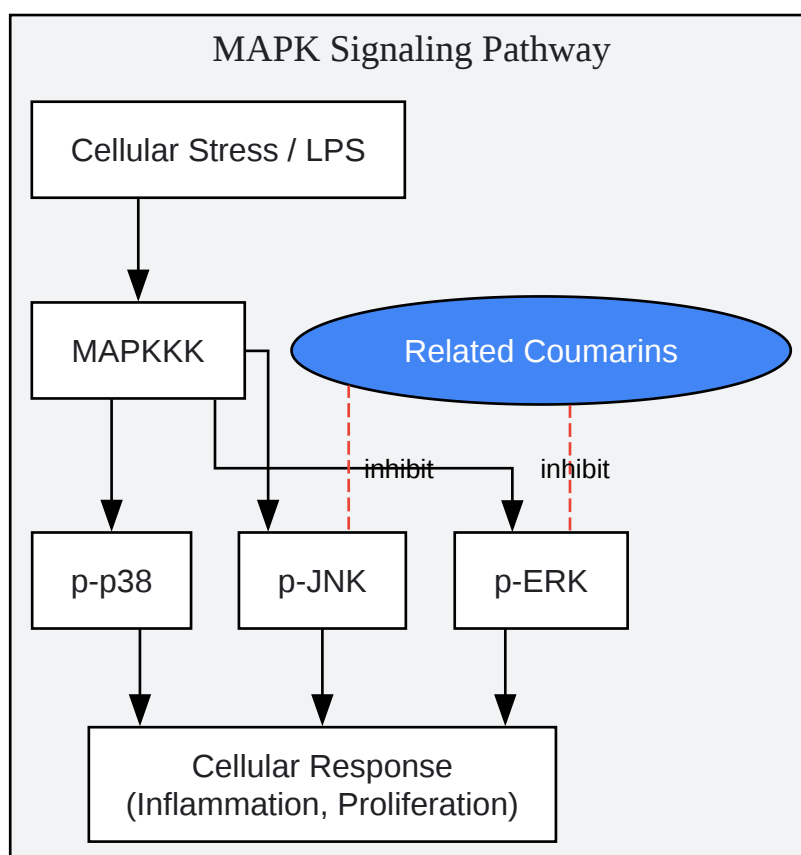 MAPK Signaling Pathway
Cellular Stress / LPS
MAPKKK
Related Coumarins
inhibit
inhibit
p-p38
p-JNK
p-ERK
Cellular Response
(Inflammation, Proliferation)